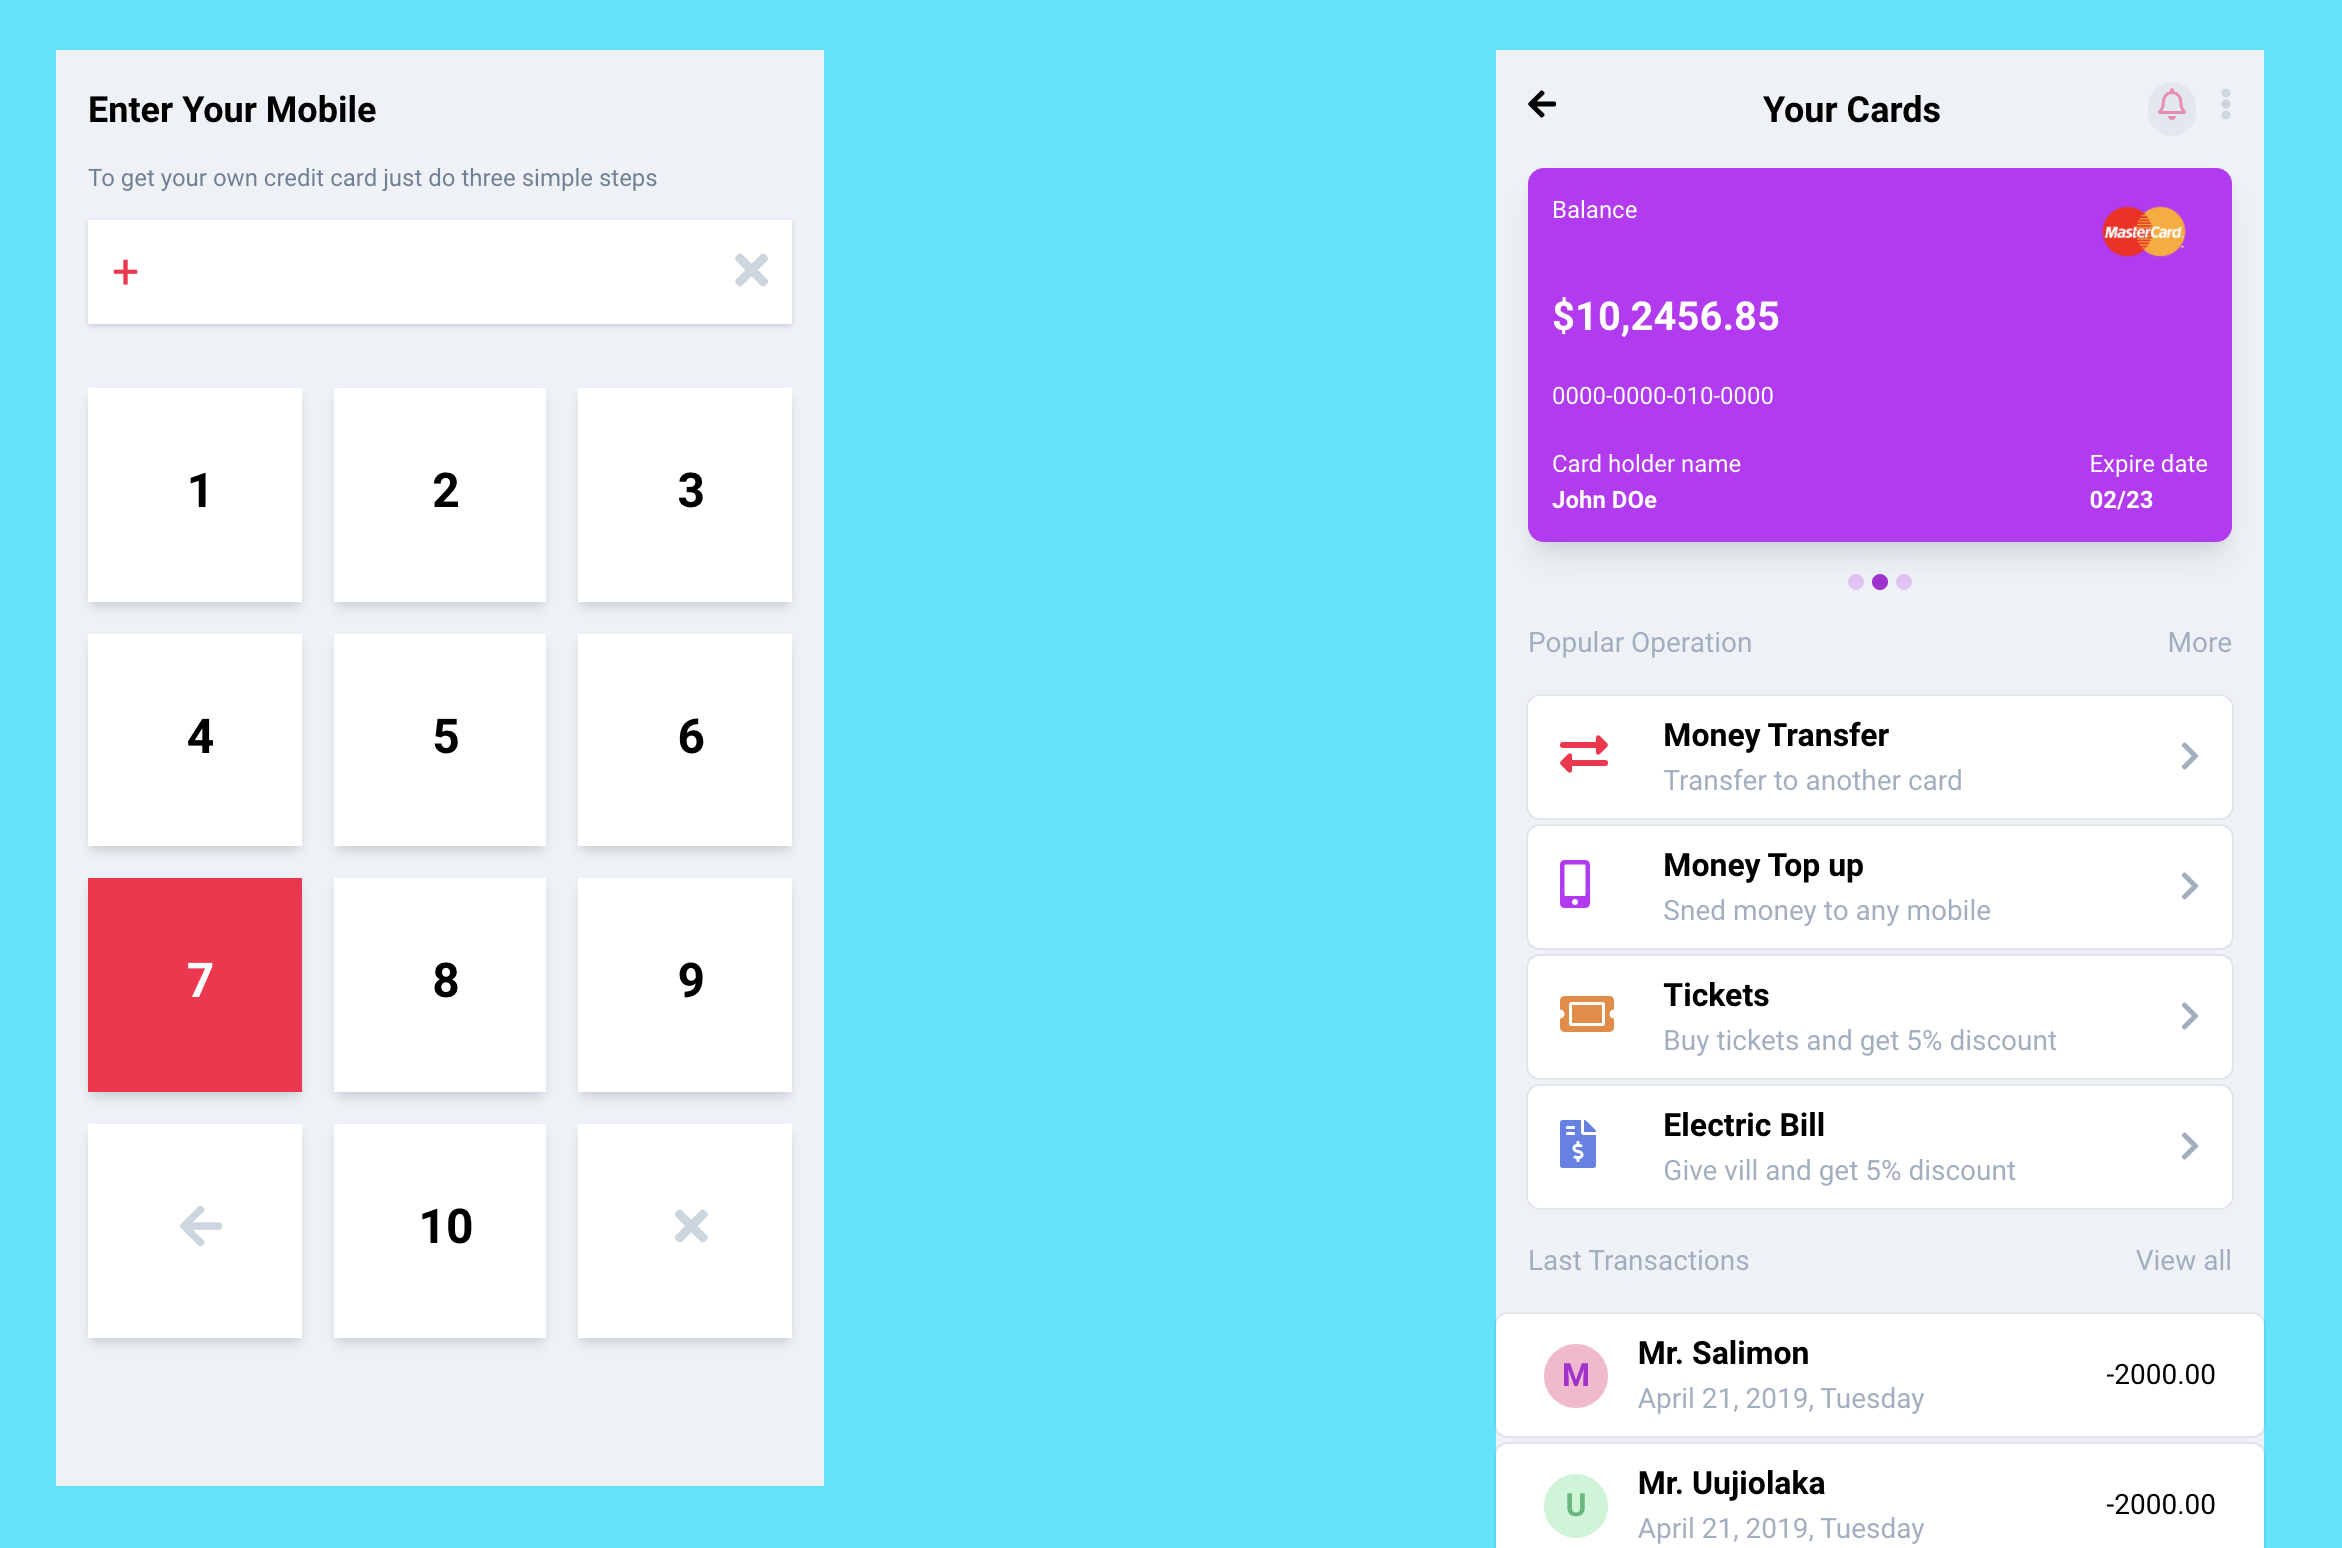 Enter Your Mobile
To get your own credit card just do three simple steps
+
1 2 3
4 5 6
7 8 9
10
Your Cards
Balance
MasterCard
$10,2456.85
0000-0000-010-0000
Card holder name
Expire date
John DOe
02/23
Popular Operation
More
Money Transfer
Transfer to another card
Money Top up
Sned money to any mobile
Tickets
Buy tickets and get 5% discount
$
Electric Bill
Give vill and get 5% discount
Last Transactions
View all
M
Mr. Salimon
April 21, 2019, Tuesday
-2000.00
U
Mr. Uujiolaka
April 21, 2019, Tuesday
-2000.00